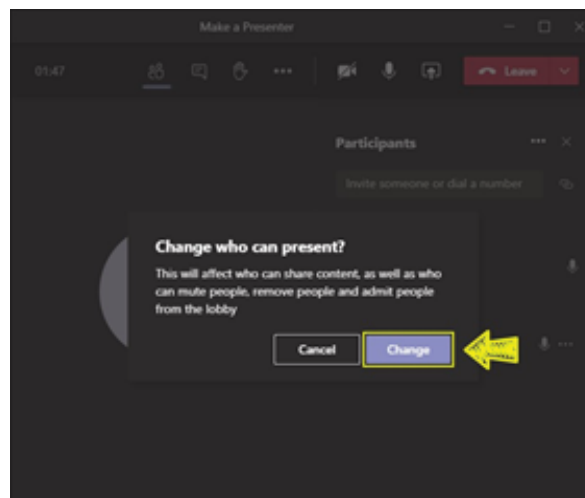 Make a Presenter
01:47
Leave
Participants
Invite someone or dial a number
Change who can present?
This will affect who can share content, as well as who
can mute people, remove people and admit people
from the lobby
Cancel
Change